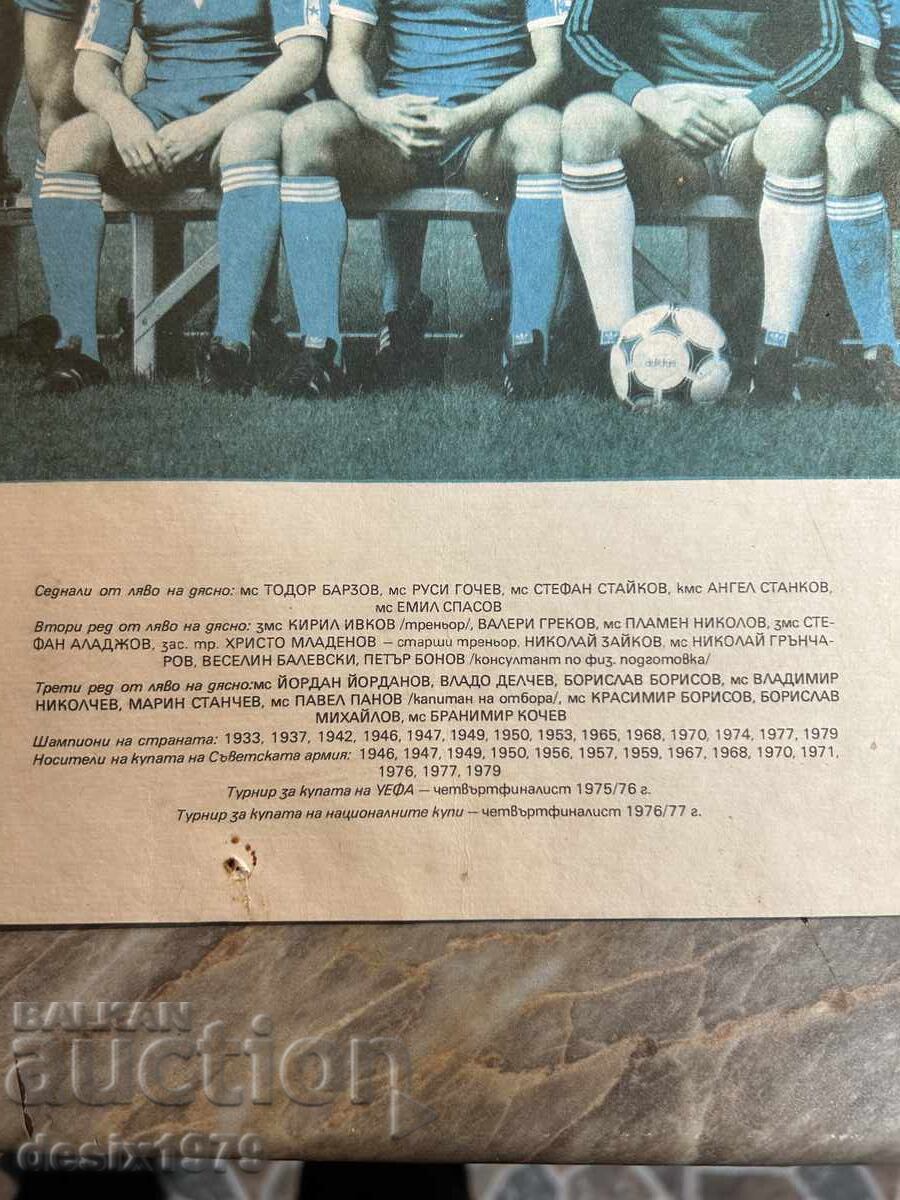 adidas
Седнали от ляво на дясно: мс ТОДОР БАРЗОВ, мс РУСИ ГОЧЕВ, мс СТЕФАН СТАЙКОВ, кмс АНГЕЛ СТАНКОВ,
мс ЕМИЛ СПАСОВ
Втори ред от ляво на дясно: змс КИРИЛ ИВКОВ /треньор/, ВАЛЕРИ ГРЕКОВ, мс ПЛАМЕН НИКОЛОВ, змс СТЕ-
ФАН АЛАДЖОВ, зас. тр. ХРИСТО МЛАДЕНОВ — старши треньор. НИКОЛАЙ ЗАЙКОВ, мс НИКОЛАЙ ГРЪНЧА-
РОВ, ВЕСЕЛИН БАЛЕВСКИ, ПЕТЪР БОНОВ /консултант по физ. подготовка/
Трети ред от ляво на дясно:мс ЙОРДАН ЙОРДАНОВ, ВЛАДО ДЕЛЧЕВ, БОРИСЛАВ БОРИСОВ, мс ВЛАДИМИР
НИКОЛЧЕВ, МАРИН СТАНЧЕВ, мс ПАВЕЛ ПАНОВ /капитан на отбора/, мс КРАСИМИР БОРИСОВ, БОРИСЛАВ
МИХАЙЛОВ, мс БРАНИМИР КОЧЕВ
Шампиони на страната: 1933, 1937, 1942, 1946, 1947, 1949, 1950, 1953, 1965, 1968, 1970, 1974, 1977, 1979
Носители на купата на Съветската армия: 1946, 1947, 1949, 1950, 1956, 1957, 1959, 1967, 1968, 1970, 1971,
1976, 1977, 1979
Турнир за купата на УЕФА — четвъртфиналист 1975/76 г.
Турнир за купата на националните купи — четвъртфиналист 1976/77 г.
BALKAN
auction
desix1979